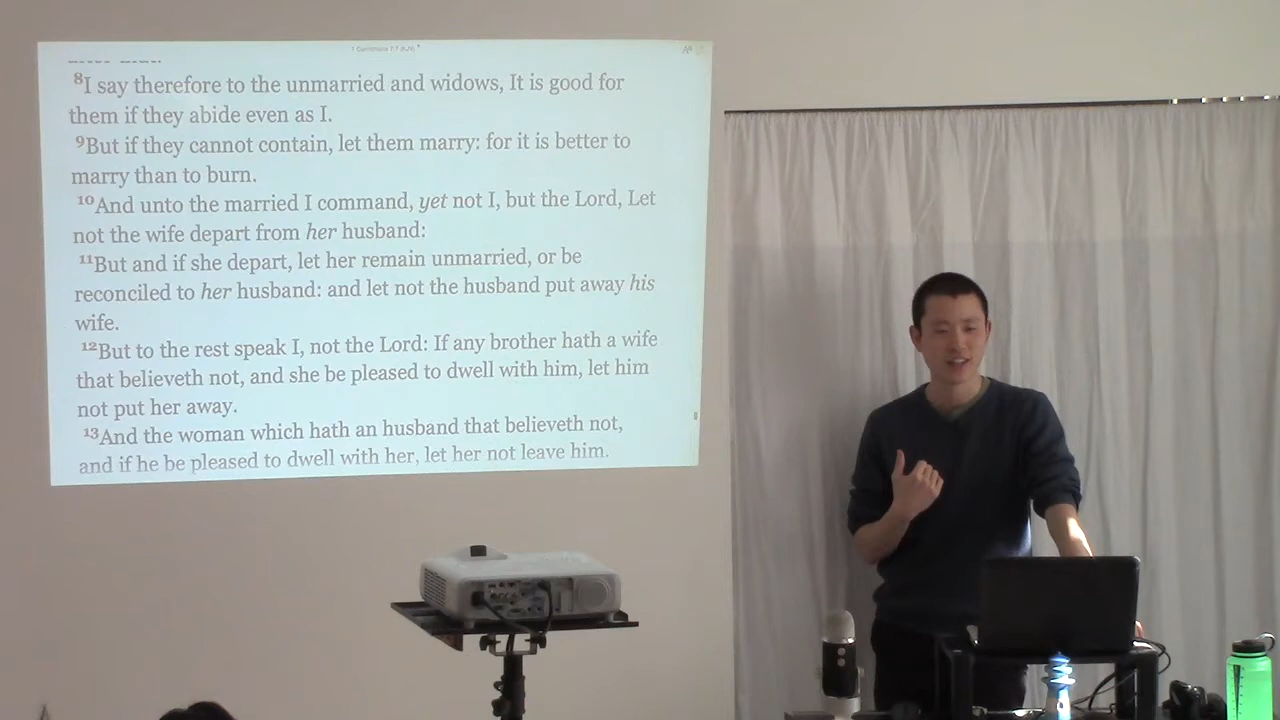 1 Corinthians 7:7 (KJV)
8I say therefore to the unmarried and widows, It is good for
them if they abide even as I.
9But if they cannot contain, let them marry: for it is better to
marry than to burn.
10And unto the married I command, yet not I, but the Lord, Let
not the wife depart from her husband:
11But and if she depart, let her remain unmarried, or be
reconciled to her husband: and let not the husband put away his
wife.
12But to the rest speak I, not the Lord: If any brother hath a wife
that believeth not, and she be pleased to dwell with him, let him
not put her away.
13And the woman which hath an husband that believeth not,
and if he be pleased to dwell with her, let her not leave him.